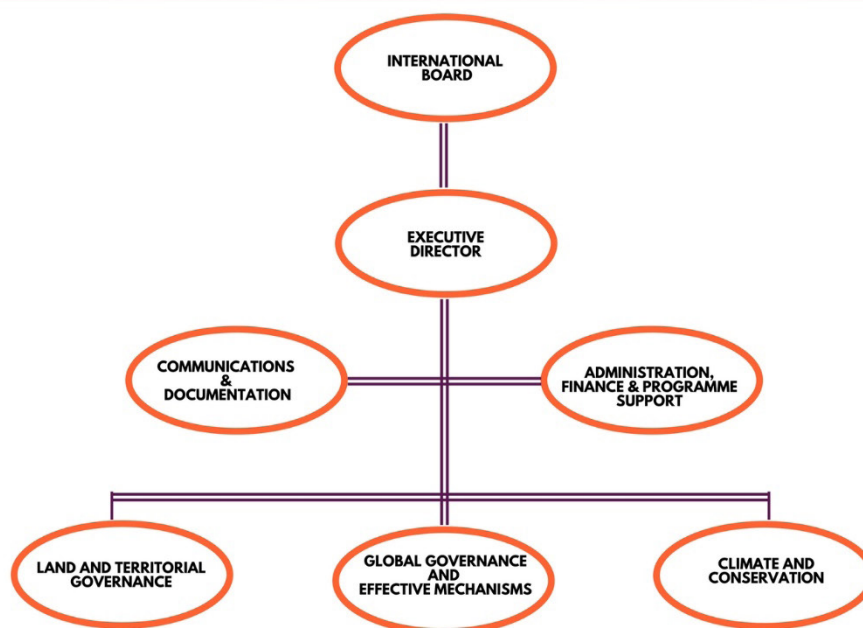 INTERNATIONAL
BOARD
EXECUTIVE
DIRECTOR
COMMUNICATIONS
&
DOCUMENTATION
ADMINISTRATION,
FINANCE & PROGRAMME
SUPPORT
LAND AND TERRITORIAL
GOVERNANCE
GLOBAL GOVERNANCE
AND
EFFECTIVE MECHANISMS
CLIMATE AND
CONSERVATION